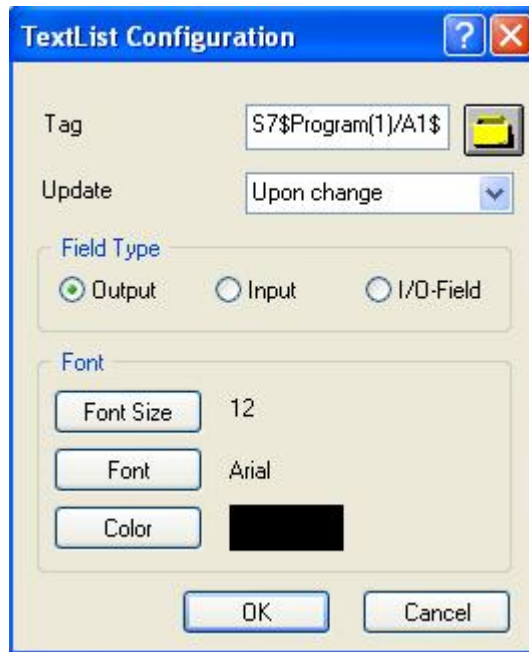 TextList Configuration ?
Tag S7$Program(1)/A1$
Update Upon change
Field Type
Output Input I/O-Field
Font
Font Size 12
Font Arial
Color
OK Cancel